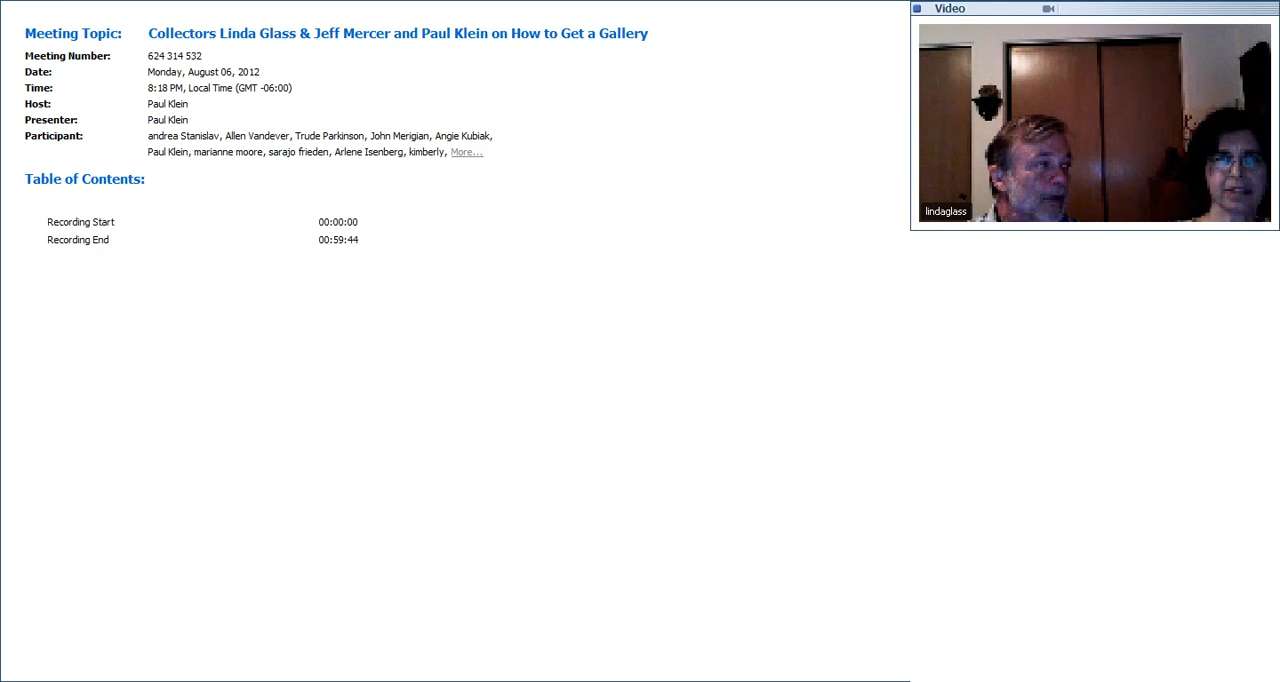 Meeting Topic: Collectors Linda Glass & Jeff Mercer and Paul Klein on How to Get a Gallery
Meeting Number: 624 314 532
Date: Monday, August 06, 2012
Time: 8:18 PM, Local Time (GMT -06:00)
Host: Paul Klein
Presenter: Paul Klein
Participant: andrea Stanislav, Allen Vandever, Trude Parkinson, John Merigian, Angie Kubiak,
Paul Klein, marianne moore, sarajo frieden, Arlene Isenberg, kimberly, More...
Table of Contents:
Recording Start 00:00:00
Recording End 00:59:44
Video
lindaglass